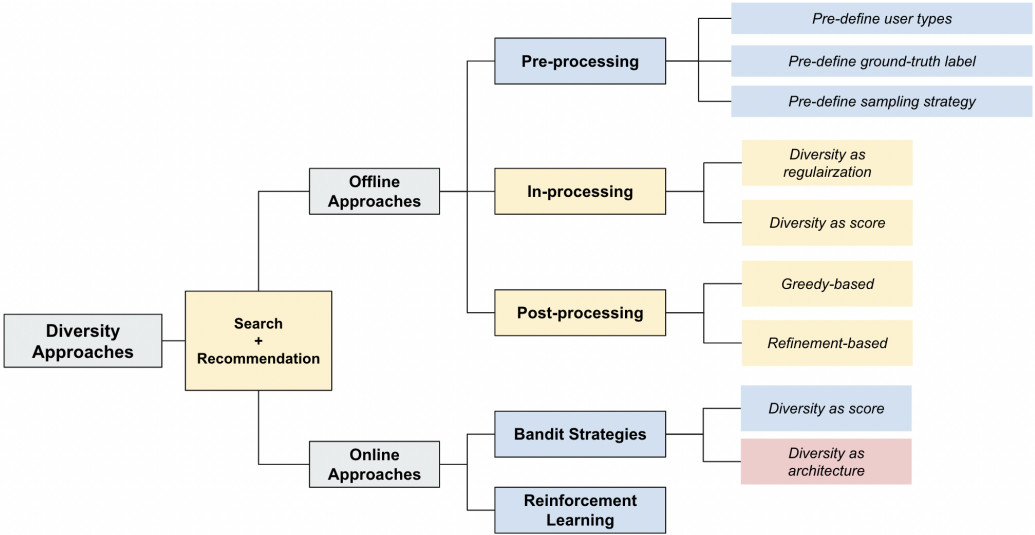 Diversity
Approaches
Search
+
Recommendation
Offline
Approaches
Pre-processing
Pre-define user types
Pre-define ground-truth label
Pre-define sampling strategy
In-processing
Diversity as
regulairzation
Diversity as score
Post-processing
Greedy-based
Refinement-based
Online
Approaches
Bandit Strategies
Diversity as score
Diversity as
architecture
Reinforcement
Learning